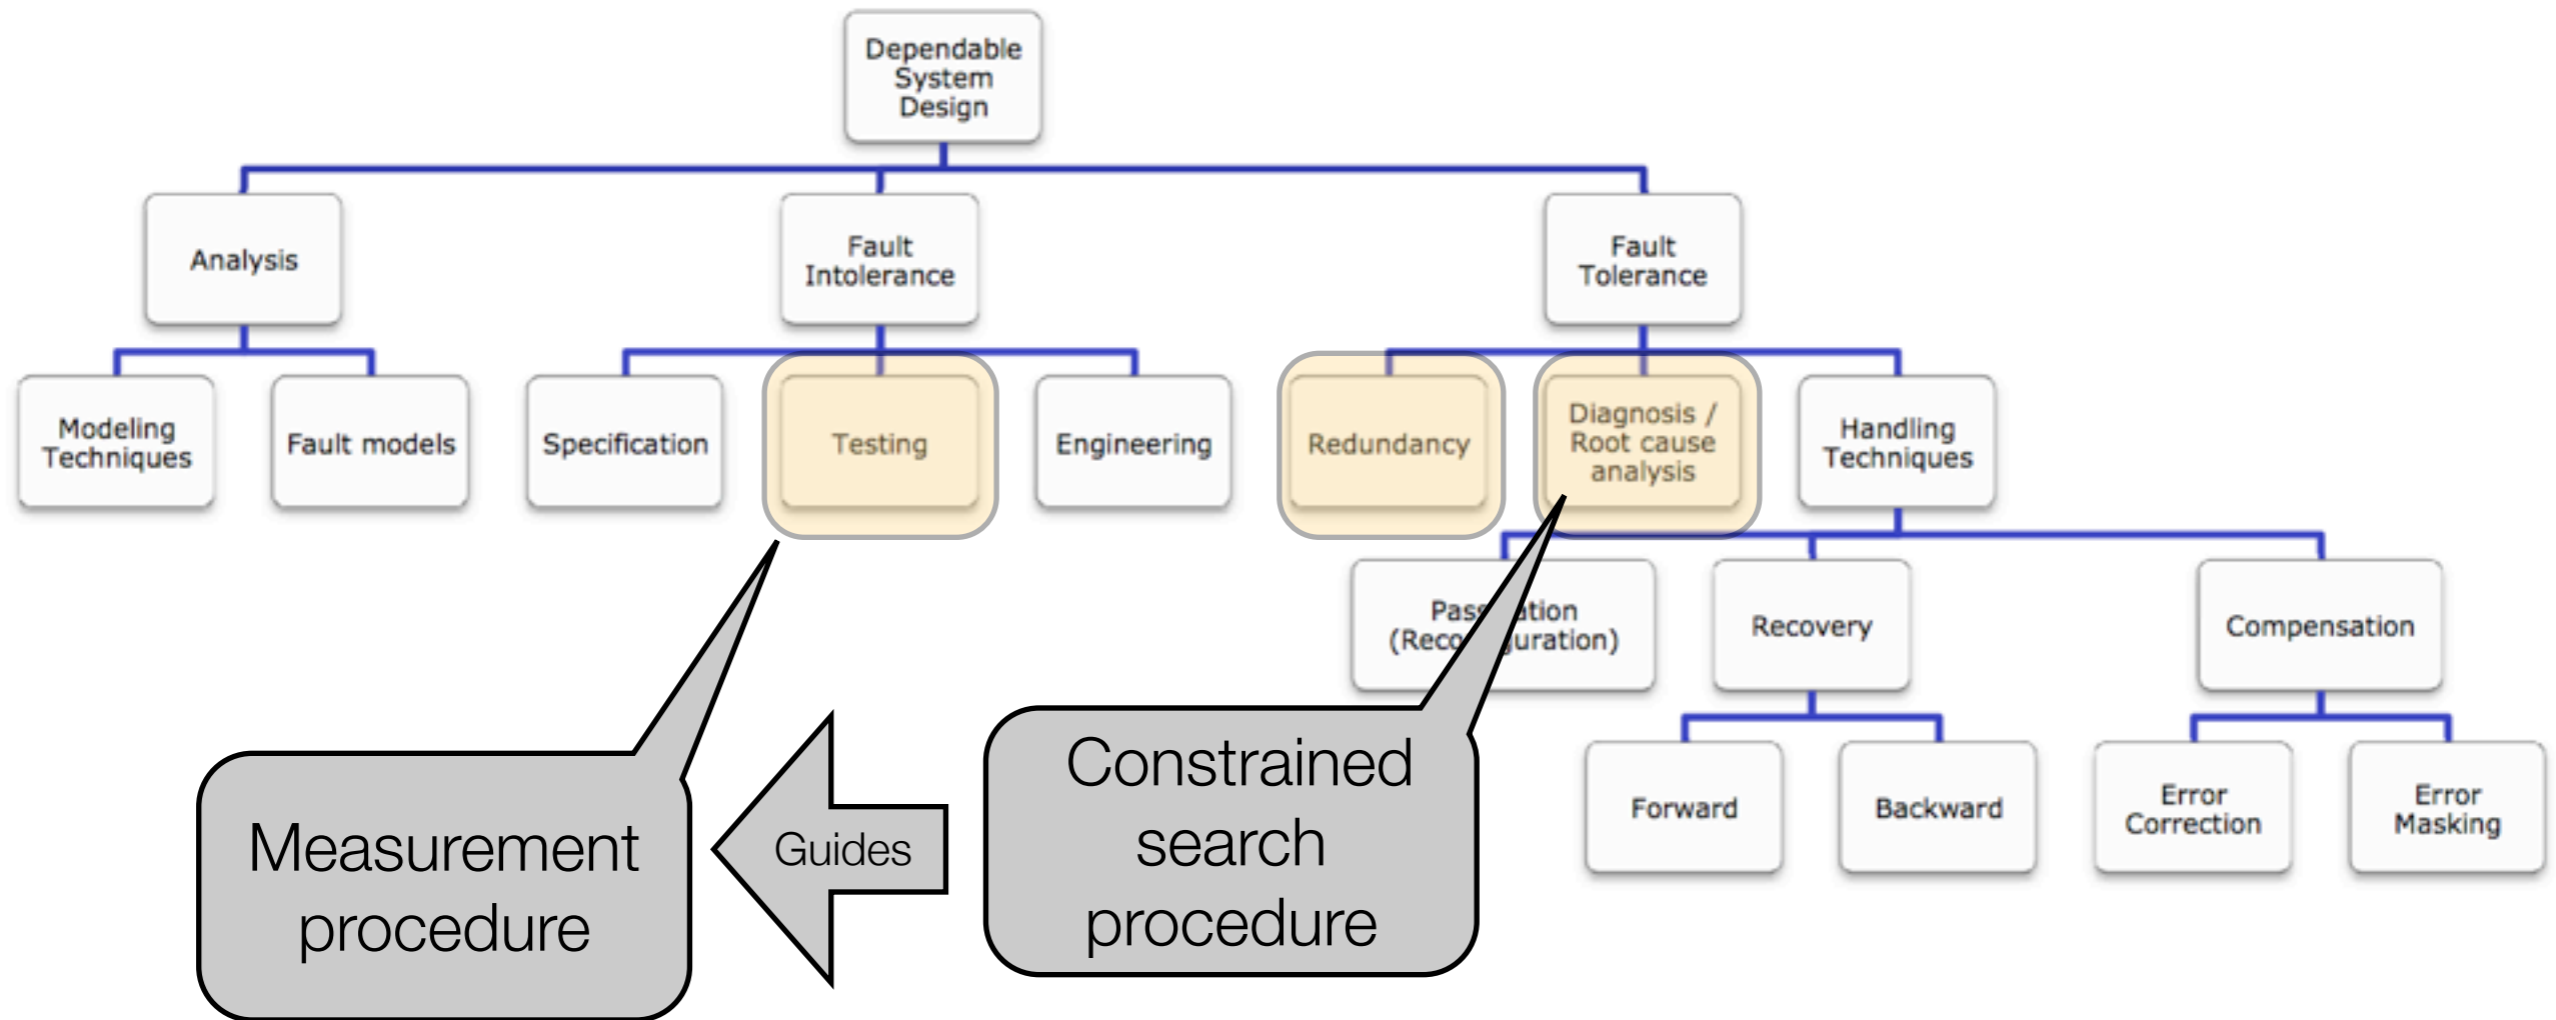 Dependable
System
Design
Analysis
Fault
Intolerance
Fault
Tolerance
Modeling
Techniques
Fault models
Specification
Testing
Engineering
Redundancy
Diagnosis /
Root cause
analysis
Handling
Techniques
Recovery
Compensation
Forward
Backward
Error
Correction
Error
Masking
Measurement
procedure
Guides
Constrained
search
procedure